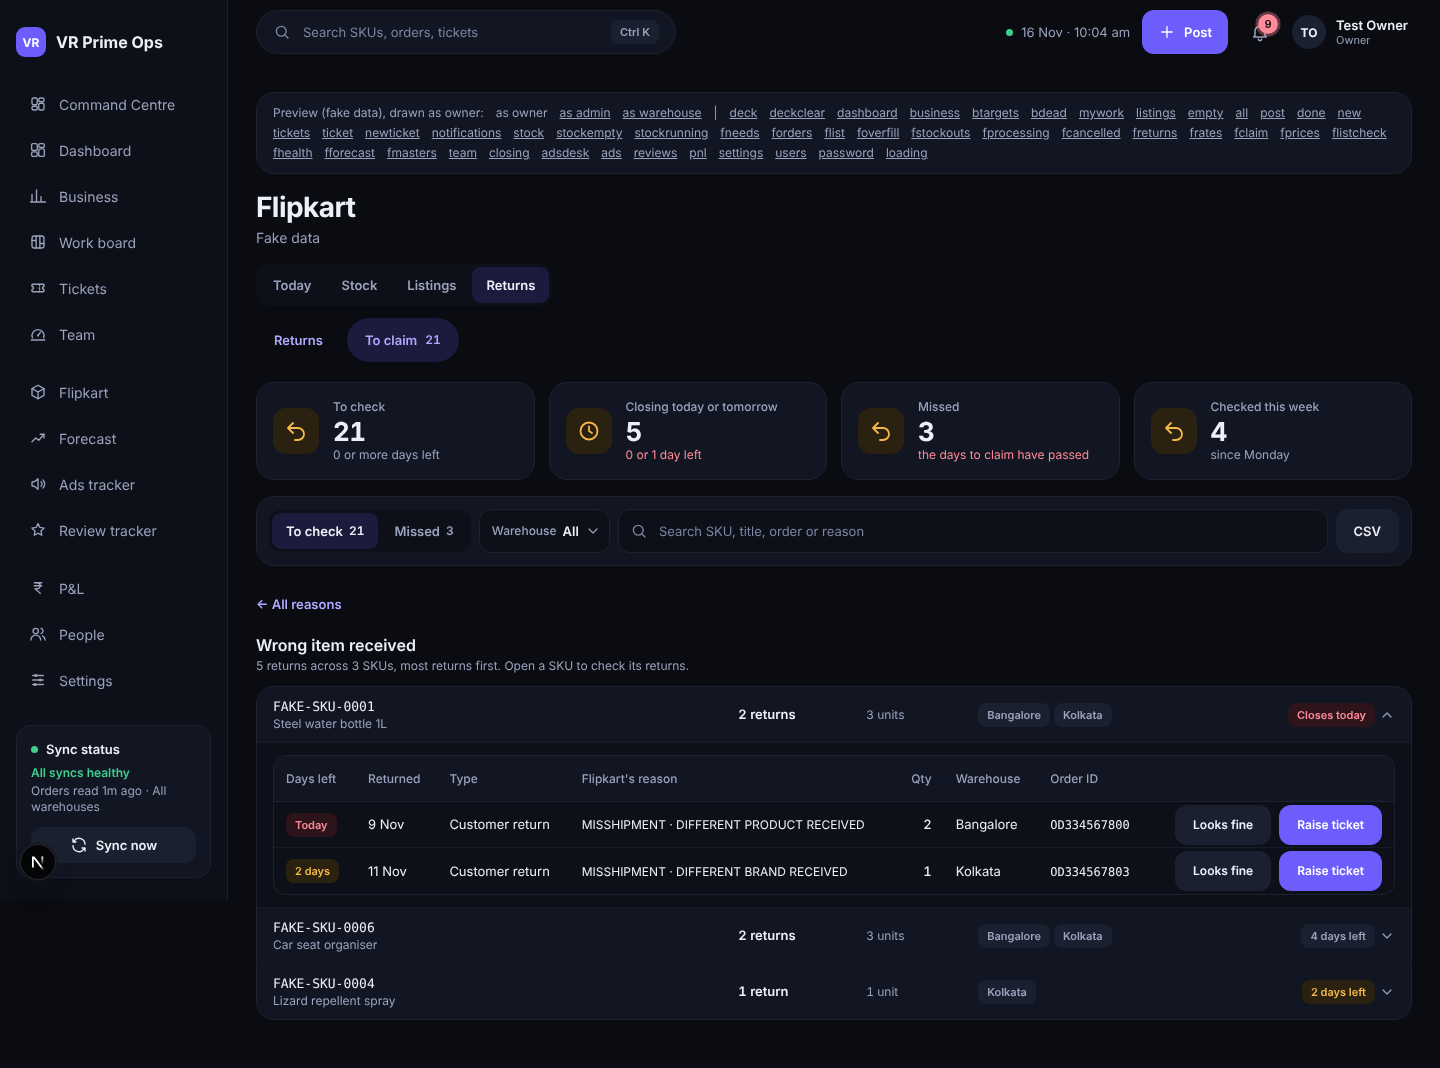 VR
VR Prime Ops
Search SKUs, orders, tickets
Ctrl K
16 Nov · 10:04 am
+ Post
9
TO
Test Owner
Owner
Command Centre
Dashboard
Business
Work board
Tickets
Team
Flipkart
Forecast
Ads tracker
Review tracker
P&L
People
Settings
Sync status
All syncs healthy
Orders read 1m ago · All
warehouses
Sync now
N
Preview (fake data), drawn as owner: as owner as admin as warehouse | deck deckclear dashboard business btargets bdead mywork listings empty all post done new
tickets ticket newticket notifications stock stockempty stockrunning fneeds forders flist foverfill fstockouts fprocessing fcancelled freturns frates fclaim fprices flistcheck
fhealth fforecast fmasters team closing adsdesk ads reviews pnl settings users password loading
Flipkart
Fake data
Today Stock Listings Returns
Returns To claim 21
To check
21
0 or more days left
Closing today or tomorrow
5
0 or 1 day left
Missed
3
the days to claim have passed
Checked this week
4
since Monday
To check 21 Missed 3 Warehouse All Search SKU, title, order or reason CSV
← All reasons
Wrong item received
5 returns across 3 SKUs, most returns first. Open a SKU to check its returns.
FAKE-SKU-0001
Steel water bottle 1L
2 returns 3 units Bangalore Kolkata Closes today
Days left Returned Type Flipkart's reason Qty Warehouse Order ID
Today 9 Nov Customer return MISSHIPMENT · DIFFERENT PRODUCT RECEIVED 2 Bangalore OD334567800 Looks fine Raise ticket
2 days 11 Nov Customer return MISSHIPMENT · DIFFERENT BRAND RECEIVED 1 Kolkata OD334567803 Looks fine Raise ticket
FAKE-SKU-0006
Car seat organiser
2 returns 3 units Bangalore Kolkata 4 days left
FAKE-SKU-0004
Lizard repellent spray
1 return 1 unit Kolkata 2 days left